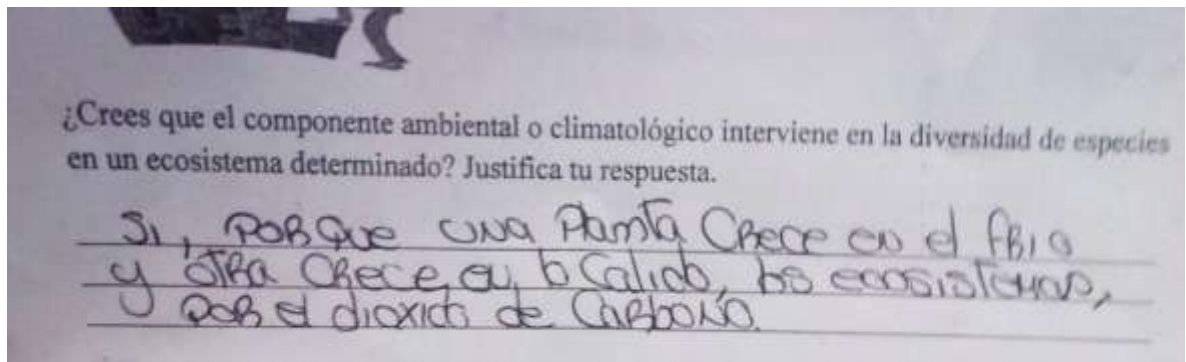 ¿Crees que el componente ambiental o climatológico interviene en la diversidad de especies
en un ecosistema determinado? Justifica tu respuesta.
SI, PORQue UNA Planta CRece en el fRIO
y OTRA CRece en lo Calido, los ecosistemas,
POR el dioxido de CARBONO.